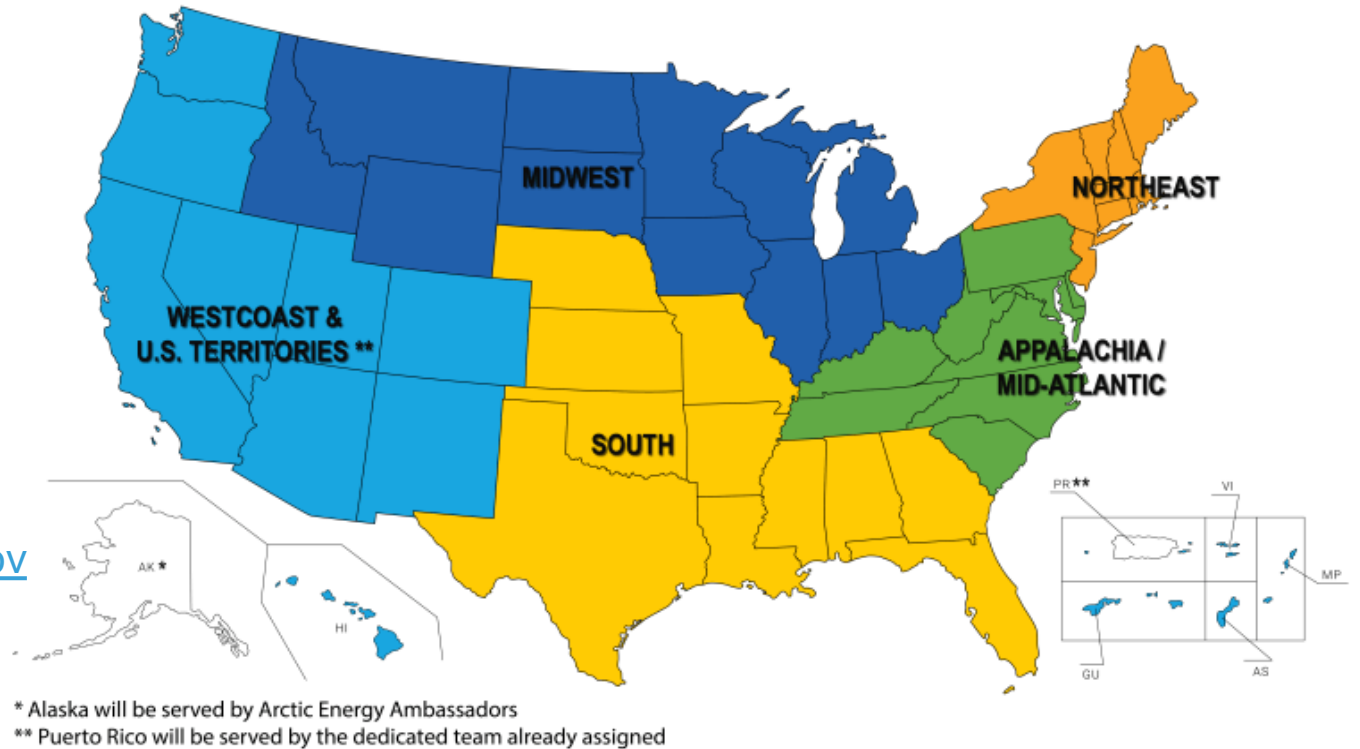 MIDWEST
NORTHEAST
WESTCOAST &
U.S. TERRITORIES **
APPALACHIA /
MID-ATLANTIC
SOUTH
PR**
VI
ov
AK *
HI
MP
GU
AS
* Alaska will be served by Arctic Energy Ambassadors
** Puerto Rico will be served by the dedicated team already assigned